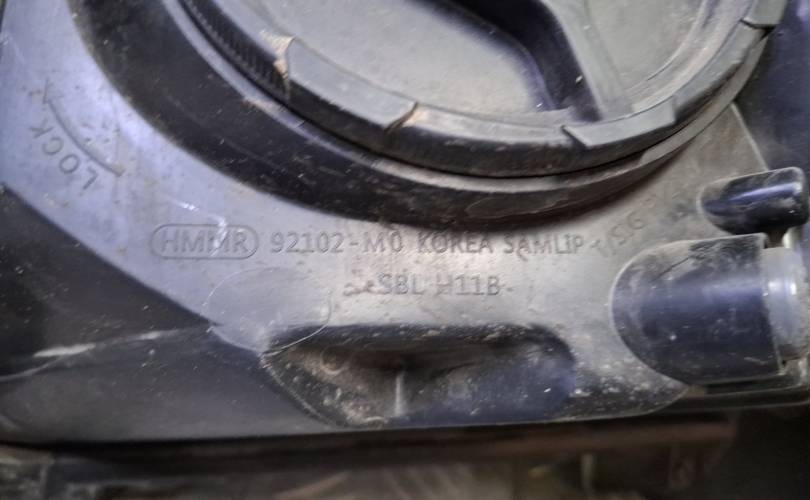 LOCK
HMMR 92102-M0 KOREA SAMLIP
SBL H11B